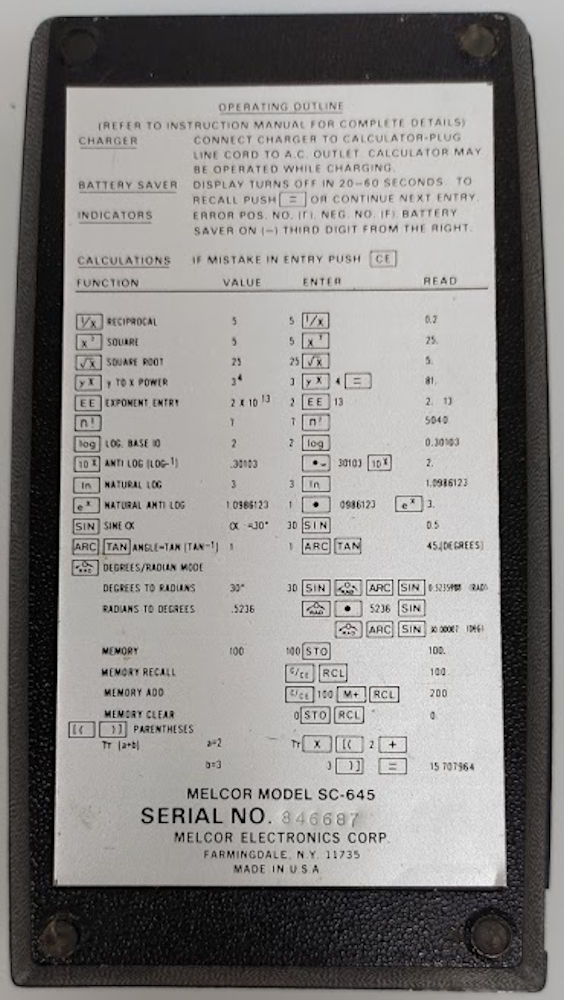 OPERATING OUTLINE
(REFER TO INSTRUCTION MANUAL FOR COMPLETE DETAILS)
CHARGER CONNECT CHARGER TO CALCULATOR-PLUG
LINE CORD TO A.C. OUTLET. CALCULATOR MAY
BE OPERATED WHILE CHARGING.
BATTERY SAVER DISPLAY TURNS OFF IN 20-60 SECONDS. TO
RECALL PUSH = OR CONTINUE NEXT ENTRY.
INDICATORS ERROR POS. NO. (Γ). NEG. NO. (F). BATTERY
SAVER ON (-) THIRD DIGIT FROM THE RIGHT.
CALCULATIONS IF MISTAKE IN ENTRY PUSH CE
FUNCTION VALUE ENTER READ
1/x RECIPROCAL 5 5 1/x 0.2
x² SQUARE 5 5 x² 25.
√x SQUARE ROOT 25 25 √x 5.
y x y TO X POWER 3⁴ 3 y x 4 = 81.
EE EXPONENT ENTRY 2 X 10 ¹³ 2 EE 13 2. 13
n! 7 7 n! 5040
log LOG. BASE 10 2 2 log 0.30103
10 x ANTI LOG (LOG-¹) .30103 • 30103 10 x 2.
ln NATURAL LOG 3 3 ln 1.0986123
eˣ NATURAL ANTI LOG 1.0986123 1 • 0986123 eˣ 3.
SIN SINE α α =30° 30 SIN 0.5
ARC TAN ANGLE=TAN (TAN-¹) 1 1 ARC TAN 45.(DEGREES)
DEGREES/RADIAN MODE
DEGREES TO RADIANS 30° 30 SIN ARC SIN (RAD)
RADIANS TO DEGREES .5236 RAD • 5236 SIN
ARC SIN (DEG)
MEMORY 100 100 STO 100.
MEMORY RECALL C/CE RCL 100.
MEMORY ADD C/CE 100 M+ RCL 200
MEMORY CLEAR 0 STO RCL 0.
[( )] PARENTHESES
π (a+b) a=2 π X [( 2 +
b=3 3 )] = 15 707964
MELCOR MODEL SC-645
SERIAL NO. 846687
MELCOR ELECTRONICS CORP.
FARMINGDALE, N.Y. 11735
MADE IN U.S.A